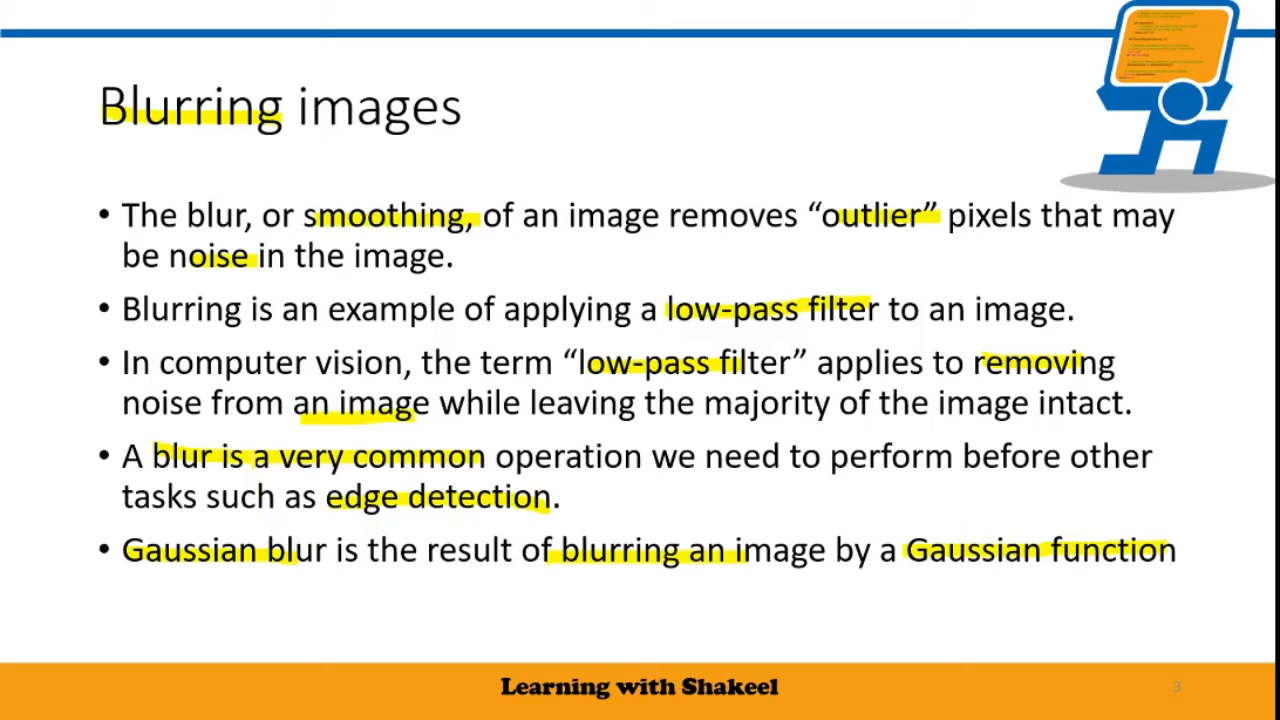 Blurring images
• The blur, or smoothing, of an image removes “outlier” pixels that may
be noise in the image.
• Blurring is an example of applying a low-pass filter to an image.
• In computer vision, the term “low-pass filter” applies to removing
noise from an image while leaving the majority of the image intact.
• A blur is a very common operation we need to perform before other
tasks such as edge detection.
• Gaussian blur is the result of blurring an image by a Gaussian function
Learning with Shakeel
3